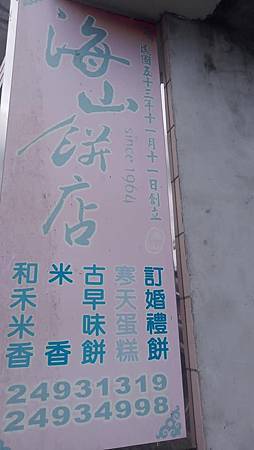 民國五十三年十一月十一日創立
海山餅店
since 1964
訂婚禮餅
寒天蛋糕
古早味餅
米香
和禾米香
24931319
24934998